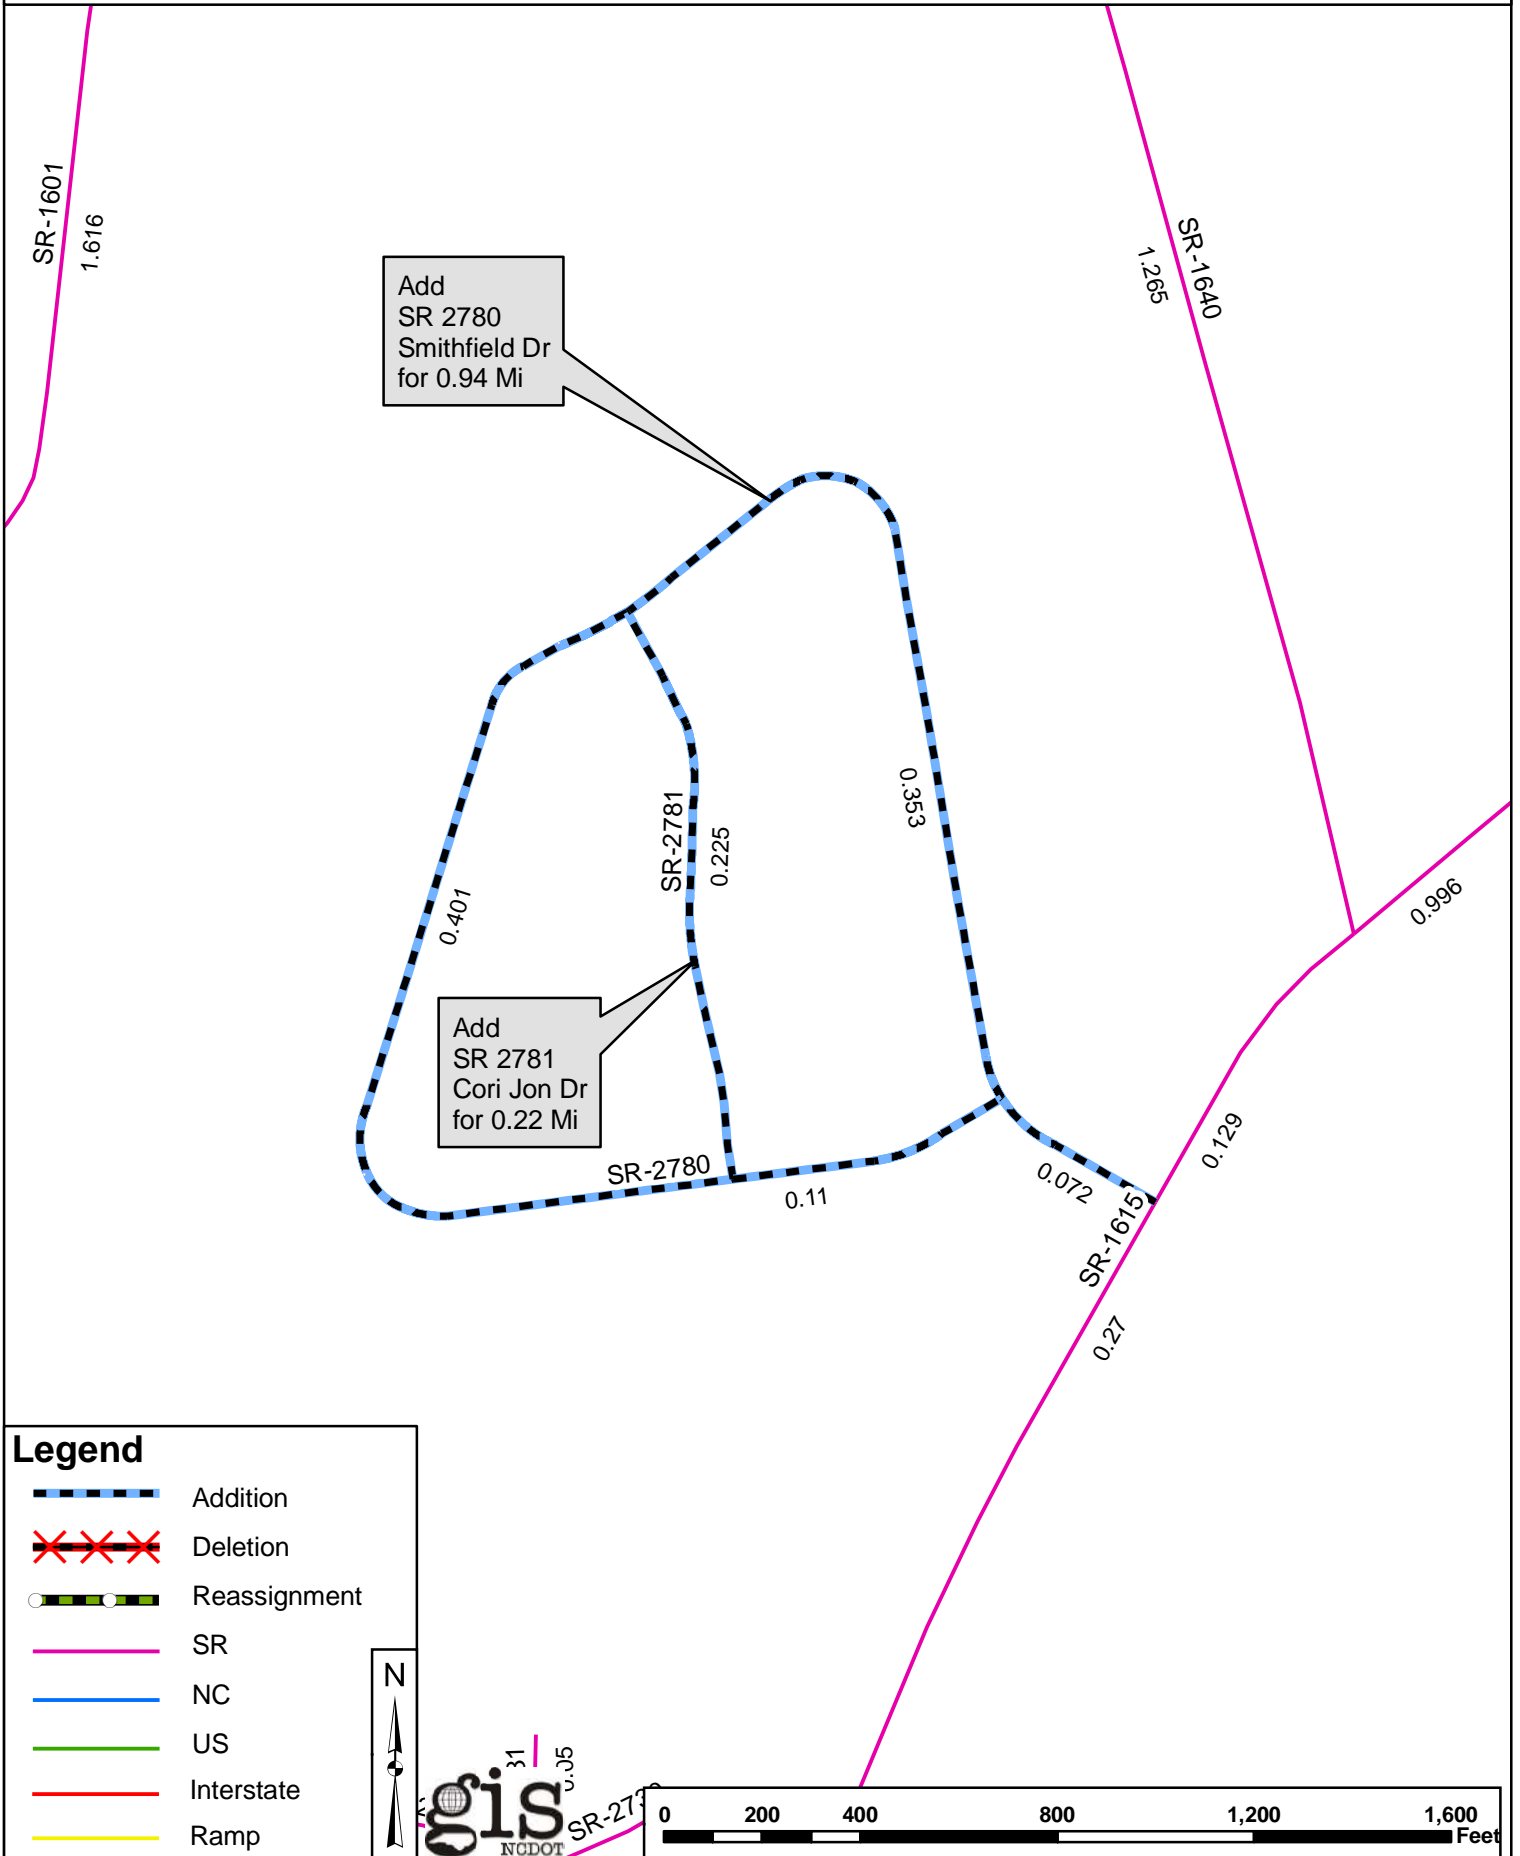 SR-1601
1.616
SR-1640
1.265
Add
SR 2780
Smithfield Dr
for 0.94 Mi
0.353
SR-2781
0.225
0.401
0.996
Add
SR 2781
Cori Jon Dr
for 0.22 Mi
0.129
SR-2780
0.11
0.072
SR-1615
0.27
Legend
Addition
Deletion
Reassignment
SR
NC
US
Interstate
Ramp
N
gis
NCDOT
0 200 400 800 1,200 1,600
Feet